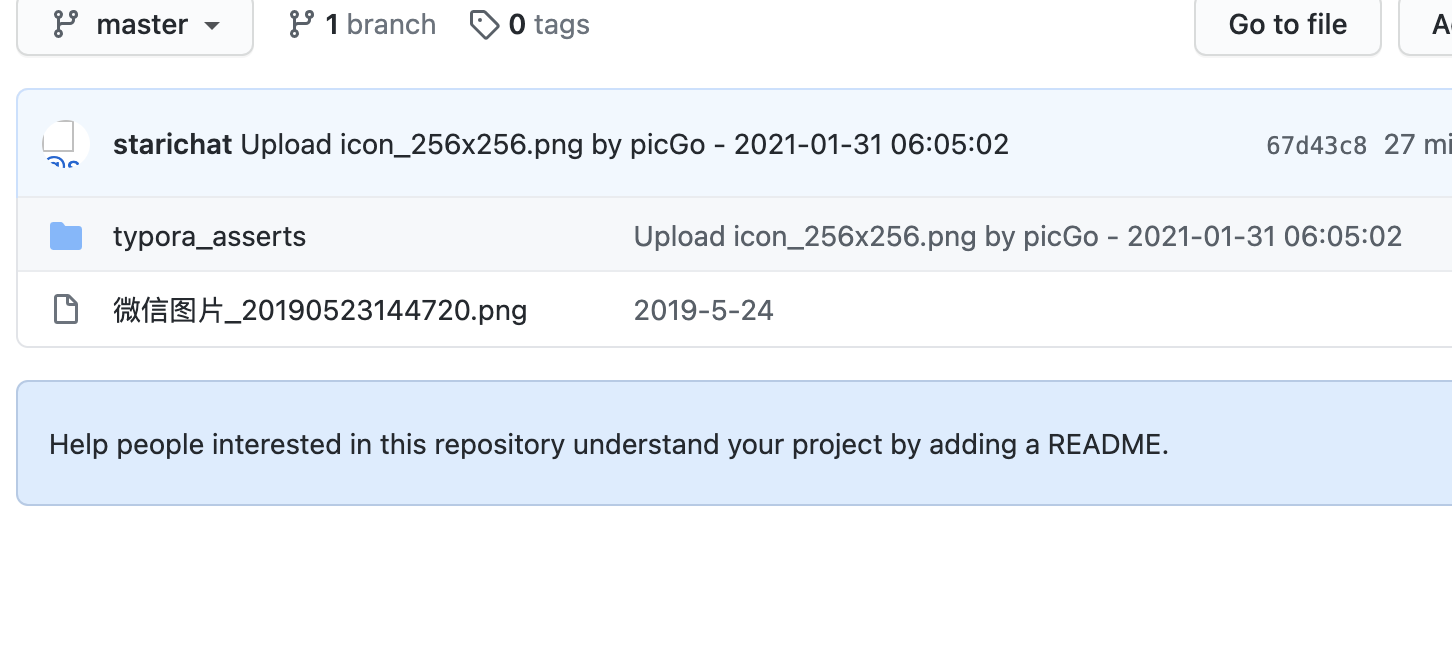 master 1 branch 0 tags Go to file
starichat Upload icon_256x256.png by picGo - 2021-01-31 06:05:02 67d43c8 27
typora_asserts Upload icon_256x256.png by picGo - 2021-01-31 06:05:02
微信图片_20190523144720.png 2019-5-24
Help people interested in this repository understand your project by adding a README.